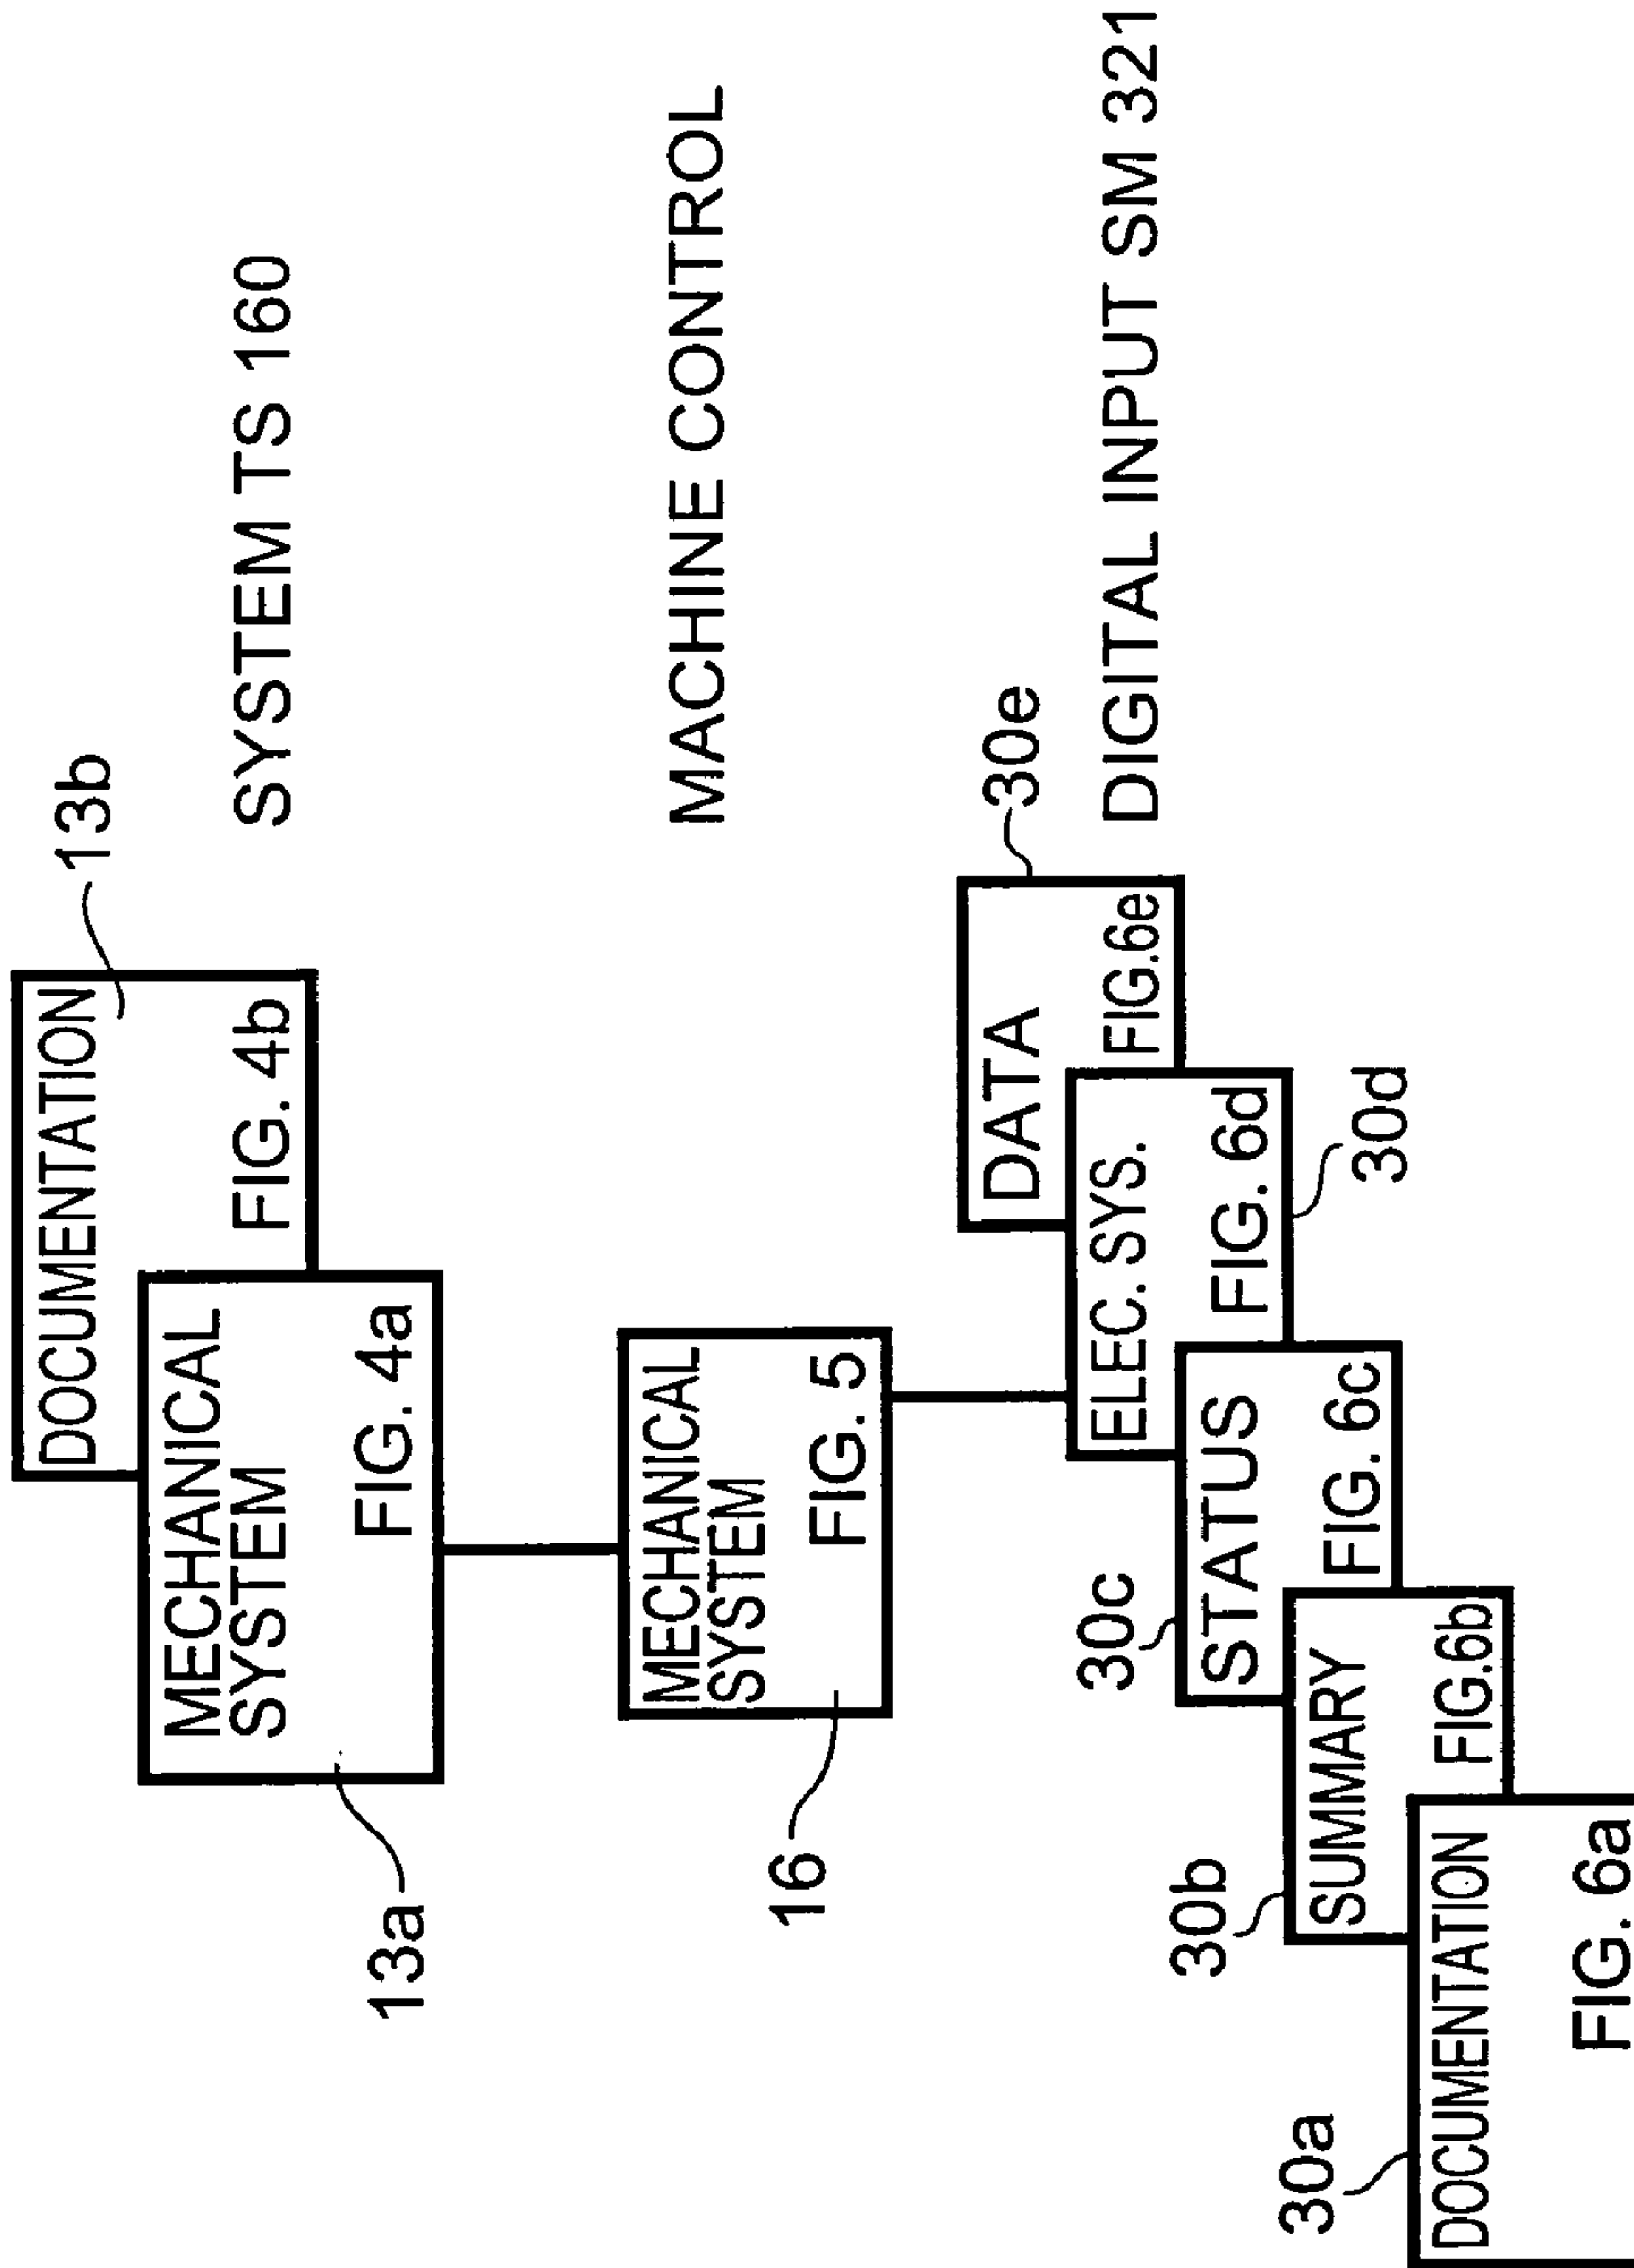 DOCUMENTATION
13b
FIG. 4b
SYSTEM TS 160
MECHANICAL
SYSTEM
FIG. 4a
13a
MECHANICAL
SYSTEM
FIG. 5
16
MACHINE CONTROL
DATA
30e
FIG.6e
DIGITAL INPUT SM 321
ELEC. SYS.
FIG. 6d
30d
30c
STATUS
FIG. 6c
30b
SUMMARY
FIG.6b
30a
DOCUMENTATION
FIG. 6a